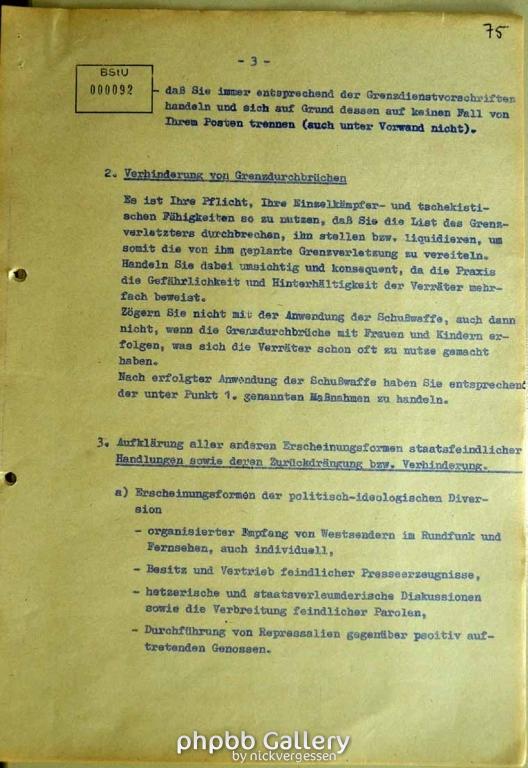 75
- 3 -
BStU
000092
- daß Sie immer entsprechend der Grenzdienstvorschriften
handeln und sich auf Grund dessen auf keinen Fall von
Ihrem Posten trennen (auch unter Vorwand nicht).
2. Verhinderung von Grenzdurchbrüchen
Es ist Ihre Pflicht, Ihre Einzelkämpfer- und tschekisti-
schen Fähigkeiten so zu nutzen, daß Sie die List des Grenz-
verletzters durchbrechen, ihn stellen bzw. liquidieren, um
somit die von ihm geplante Grenzverletzung zu vereiteln.
Handeln Sie dabei umsichtig und konsequent, da die Praxis
die Gefährlichkeit und Hinterhältigkeit der Verräter mehr-
fach beweist.
Zögern Sie nicht mit der Anwendung der Schußwaffe, auch dann
nicht, wenn die Grenzdurchbrüche mit Frauen und Kindern er-
folgen, was sich die Verräter schon oft zu nutze gemacht
haben.
Nach erfolgter Anwendung der Schußwaffe haben Sie entsprechend
der unter Punkt 1. genannten Maßnahmen zu handeln.
3. Aufklärung aller anderen Erscheinungsformen staatsfeindlicher
Handlungen sowie deren Zurückdrängung bzw. Verhinderung.
a) Erscheinungsformen der politisch-ideologischen Diver-
sion
- organisierter Empfang von Westsendern im Rundfunk und
Fernsehen, auch individuell,
- Besitz und Vertrieb feindlicher Presseerzeugnisse,
- hetzerische und staatsverleumderische Diskussionen
sowie die Verbreitung feindlicher Parolen,
- Durchführung von Repressalien gegenüber psoitiv auf-
tretenden Genossen.
phpbb Gallery
by nickvergessen